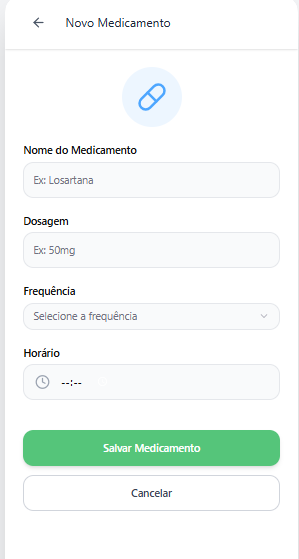 Novo Medicamento
Nome do Medicamento
Ex: Losartana
Dosagem
Ex: 50mg
Frequência
Selecione a frequência
Horário
--:--
Salvar Medicamento
Cancelar